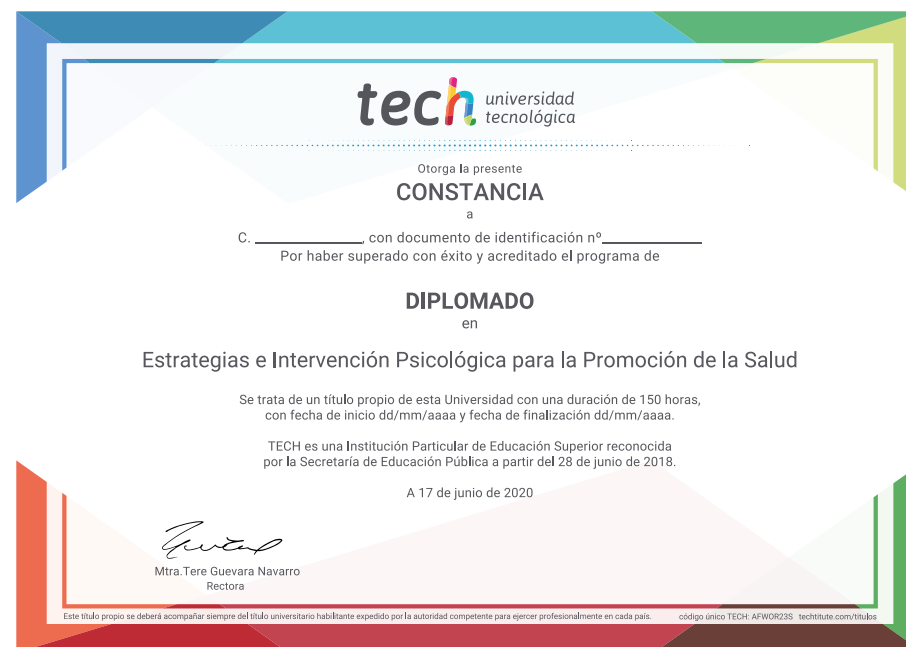 tech universidad
tecnológica
Otorga la presente
CONSTANCIA
a
C. ______________, con documento de identificación nº_____________
Por haber superado con éxito y acreditado el programa de
DIPLOMADO
en
Estrategias e Intervención Psicológica para la Promoción de la Salud
Se trata de un título propio de esta Universidad con una duración de 150 horas,
con fecha de inicio dd/mm/aaaa y fecha de finalización dd/mm/aaaa.
TECH es una Institución Particular de Educación Superior reconocida
por la Secretaría de Educación Pública a partir del 28 de junio de 2018.
A 17 de junio de 2020
Mtra.Tere Guevara Navarro
Rectora
Este título propio se deberá acompañar siempre del título universitario habilitante expedido por la autoridad competente para ejercer profesionalmente en cada país. código único TECH: AFWOR23S techtitute.com/titulos